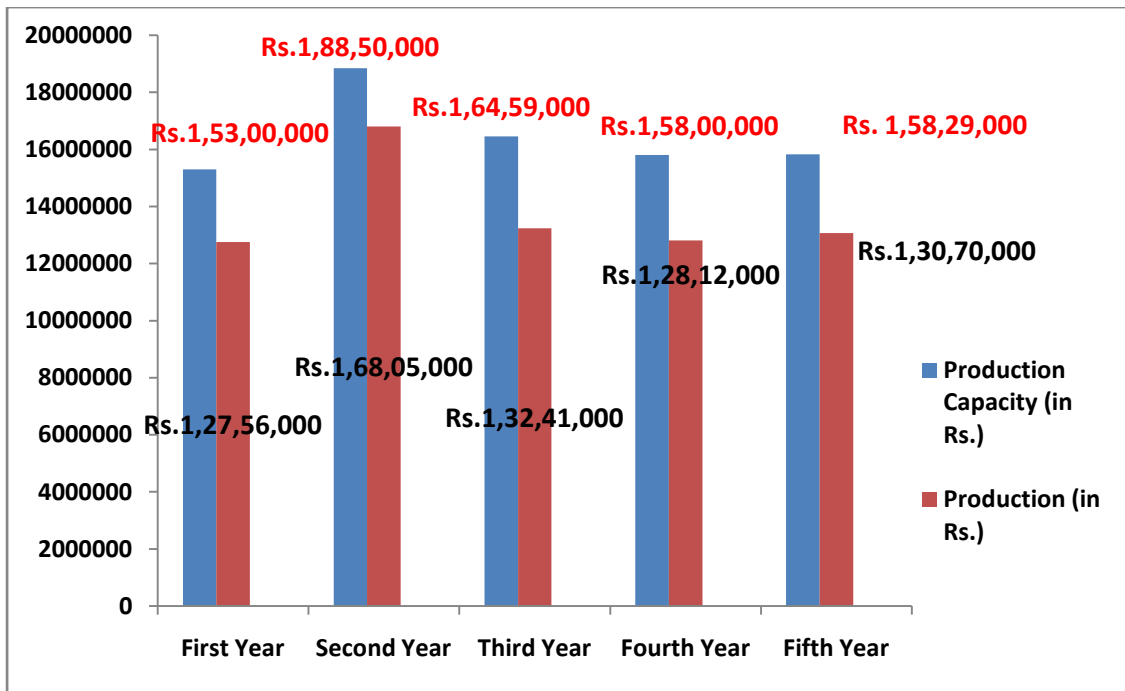 20000000
18000000
16000000
14000000
12000000
10000000
8000000
6000000
4000000
2000000
0
Rs.1,88,50,000
Rs.1,64,59,000
Rs.1,53,00,000
Rs.1,58,00,000
Rs. 1,58,29,000
Rs.1,30,70,000
Rs.1,28,12,000
Rs.1,68,05,000
Rs.1,32,41,000
Rs.1,27,56,000
Production
Capacity (in
Rs.)
Production (in
Rs.)
First Year
Second Year
Third Year
Fourth Year
Fifth Year